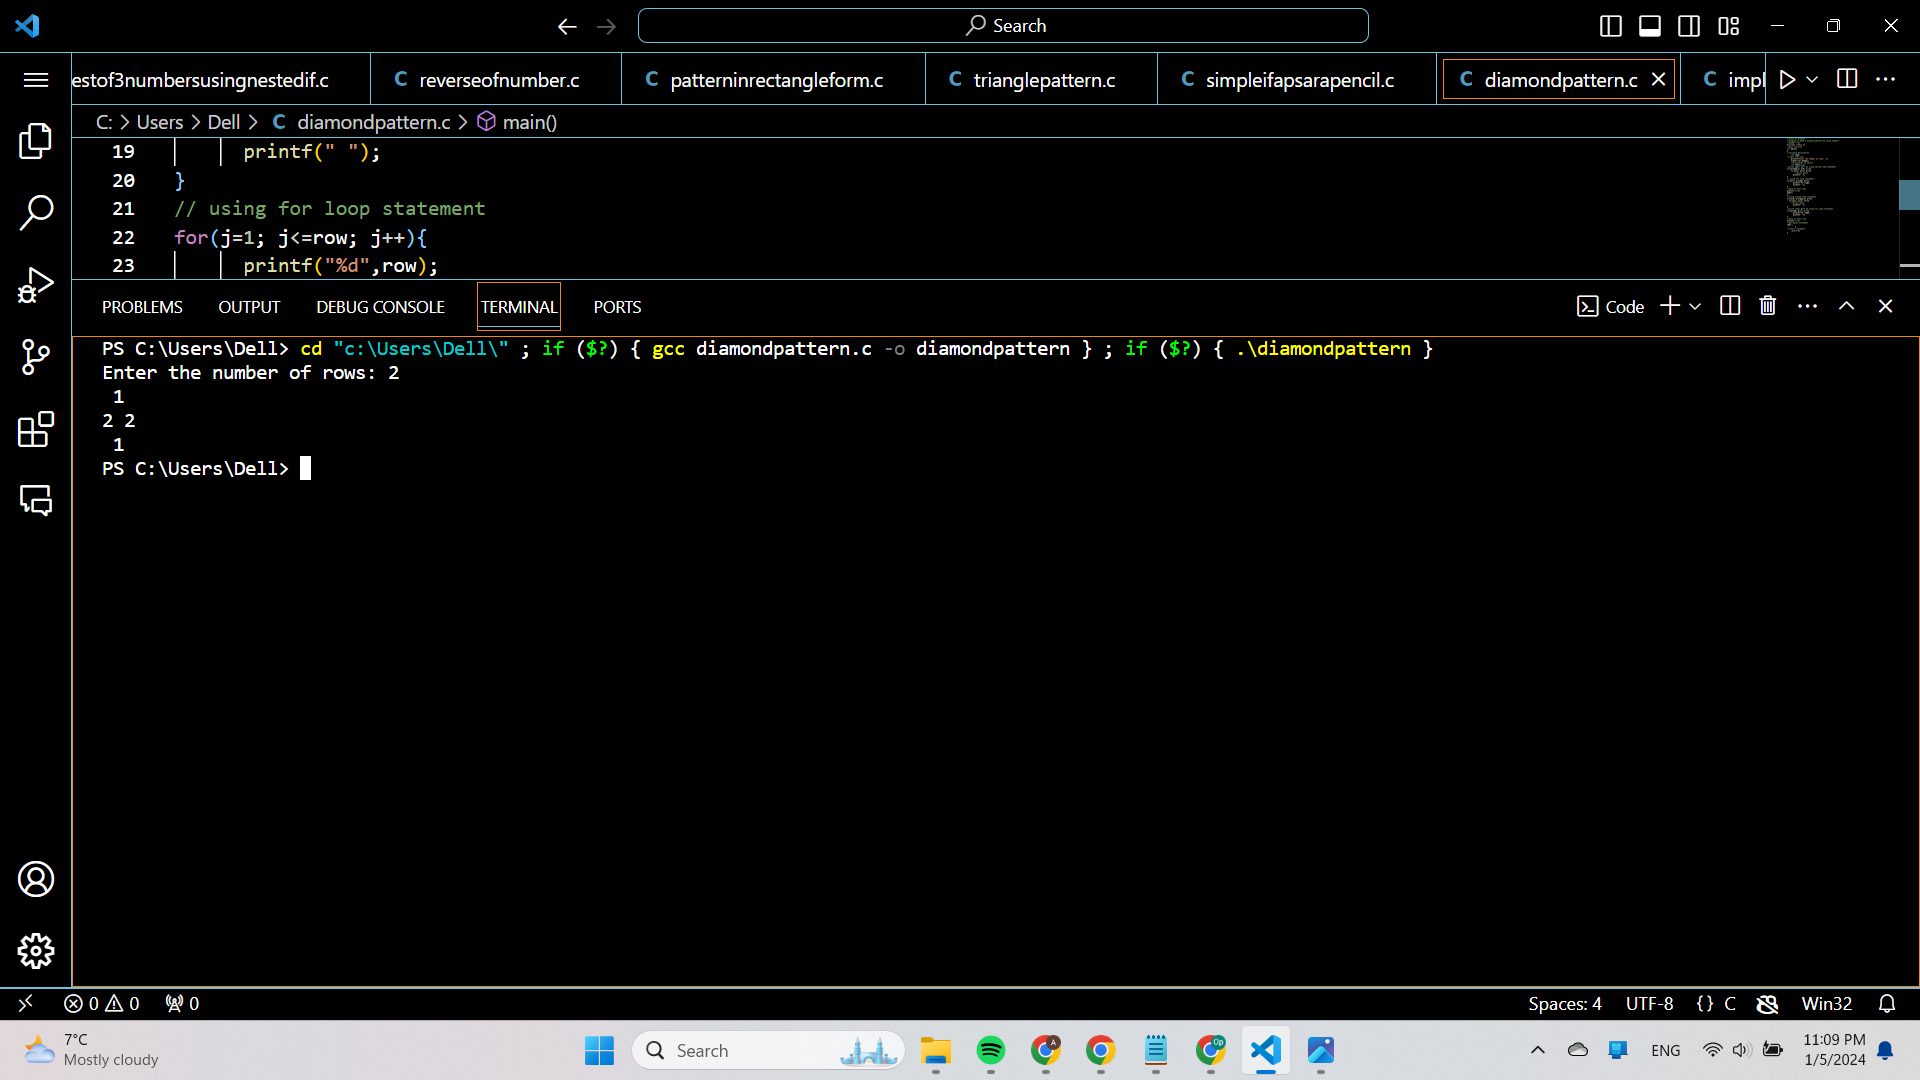 Search
estof3numbersusingnestedif.c
C reverseofnumber.c
C patterninrectangleform.c
C trianglepattern.c
C simpleifapsarapencil.c
C diamondpattern.c
C impl
C: > Users > Dell > C diamondpattern.c > main()
19 printf(" ");
20 }
21 // using for loop statement
22 for(j=1; j<=row; j++){
23 printf("%d",row);
PROBLEMS OUTPUT DEBUG CONSOLE TERMINAL PORTS
Code
PS C:\Users\Dell> cd "c:\Users\Dell\" ; if ($?) { gcc diamondpattern.c -o diamondpattern } ; if ($?) { .\diamondpattern }
Enter the number of rows: 2
 1
2 2
 1
PS C:\Users\Dell>
0 0 0
Spaces: 4 UTF-8 {} C Win32
7°C
Mostly cloudy
Search
A
Op
ENG
11:09 PM
1/5/2024